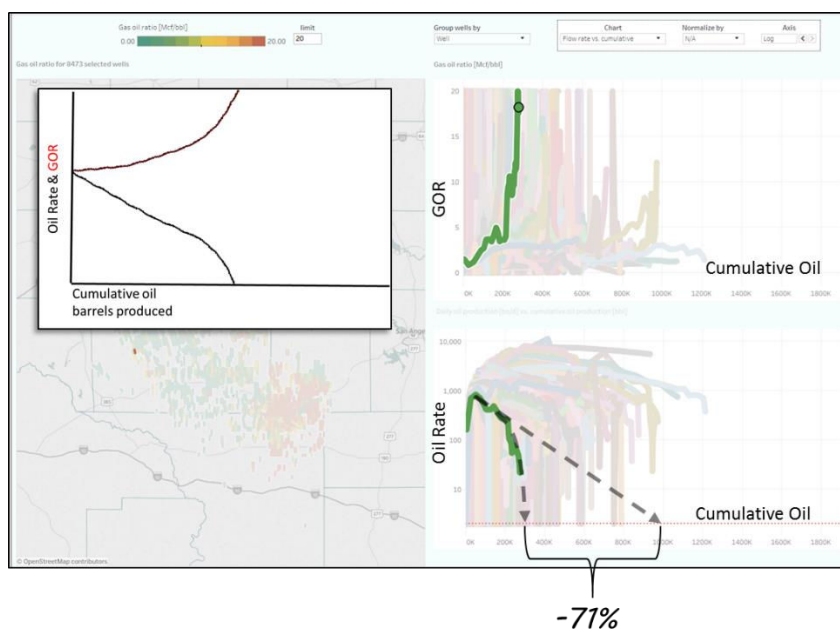 Gas oil ratio [Mcf/bbl]
limit
0.00
20.00
20
Group wells by
Well
Chart
Flow rate vs. cumulative
Normalize by
N/A
Axis
Log
Gas oil ratio for 8473 selected wells
Gas oil ratio [Mcf/bbl]
Oil Rate & GOR
Cumulative oil
barrels produced
GOR
20
15
10
5
0
Cumulative Oil
0K
200K
400K
600K
800K
1000K
1200K
1400K
1600K
1800K
Oil Rate
10,000
1,000
100
10
Cumulative Oil
0K
200K
400K
600K
800K
1000K
1200K
1400K
1600K
1800K
© OpenStreetMap contributors
-71%